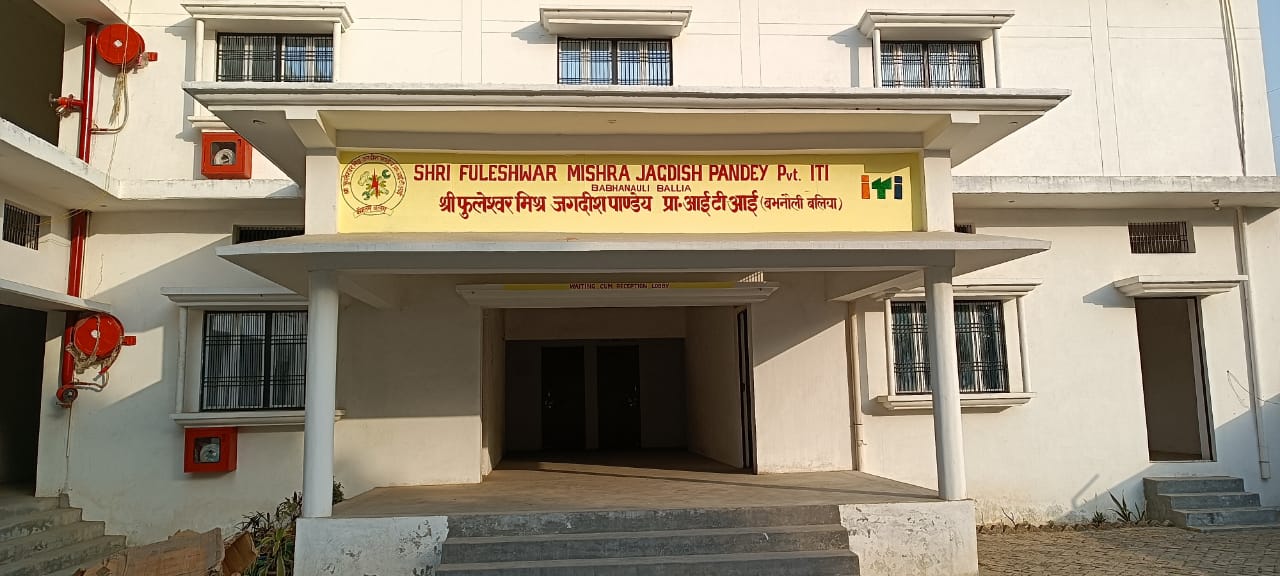 SHRI FULESHWAR MISHRA JAGDISH PANDEY Pvt. ITI
BABHANAULI BALLIA
श्री फुलेश्वर मिश्र जगदीश पाण्डेय प्रा॰ आई टी आई (बभनौली बलिया)
iTi
WAITING CUM RECEPTION LOBBY